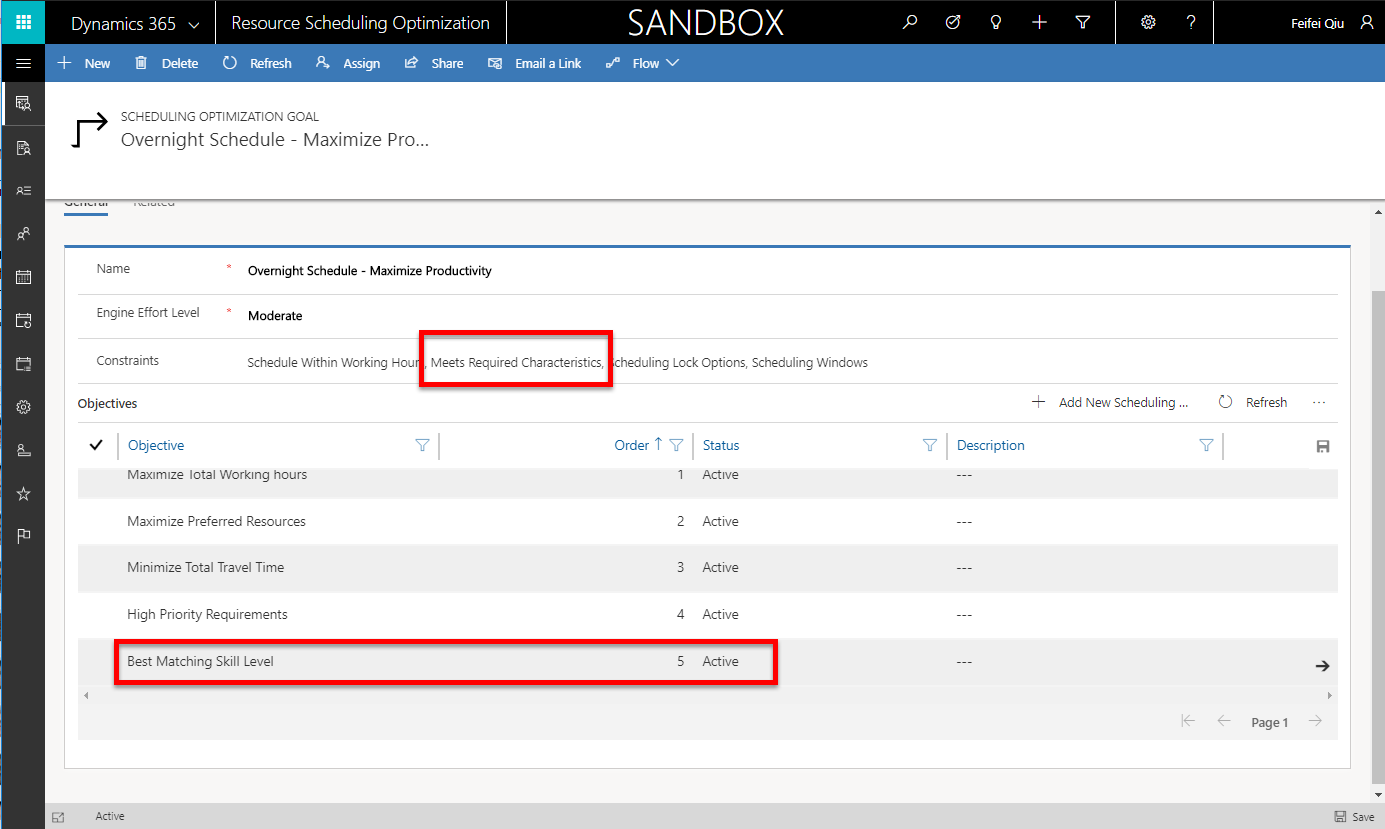 Dynamics 365 Resource Scheduling Optimization SANDBOX ? Feifei Qiu
New Delete Refresh Assign Share Email a Link Flow
SCHEDULING OPTIMIZATION GOAL
Overnight Schedule - Maximize Pro...
General Related
Name * Overnight Schedule - Maximize Productivity
Engine Effort Level * Moderate
Constraints Schedule Within Working Hours, Meets Required Characteristics, Scheduling Lock Options, Scheduling Windows
Objectives Add New Scheduling ... Refresh ...
Objective Order Status Description
Maximize Total Working hours 1 Active ---
Maximize Preferred Resources 2 Active ---
Minimize Total Travel Time 3 Active ---
High Priority Requirements 4 Active ---
Best Matching Skill Level 5 Active ---
Page 1
Active Save